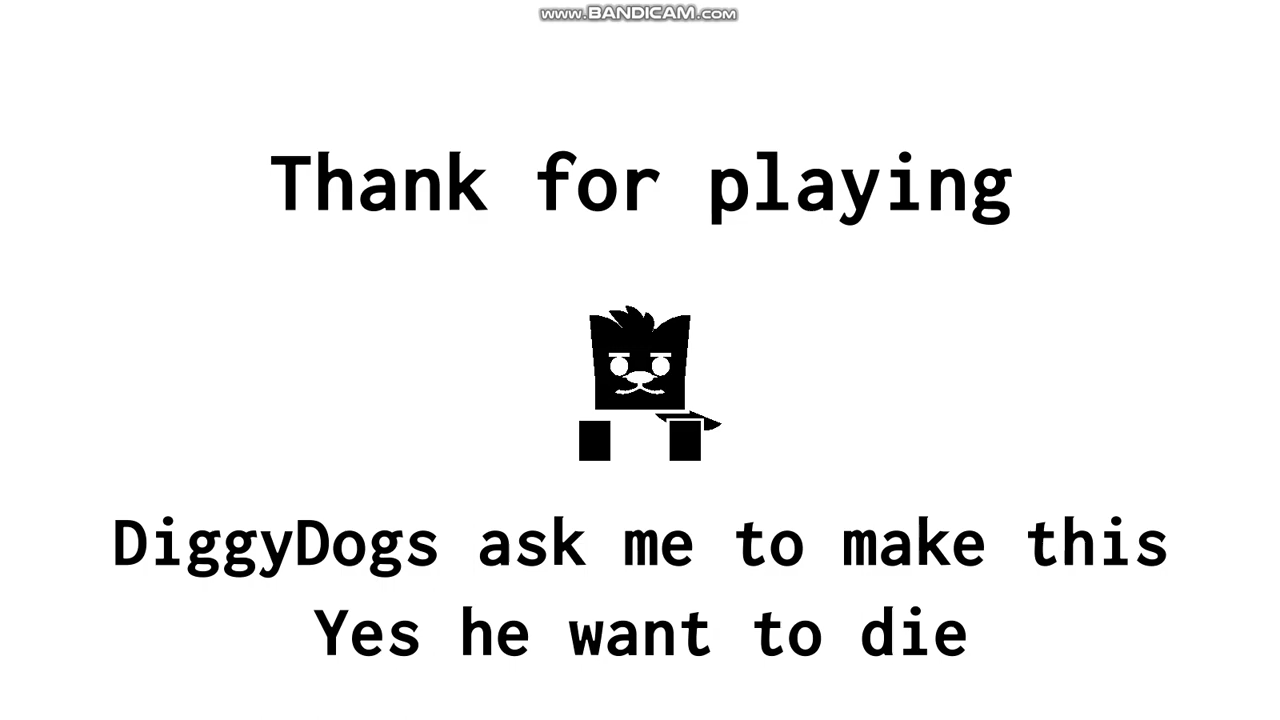 www.BANDICAM.com
Thank for playing
DiggyDogs ask me to make this
Yes he want to die